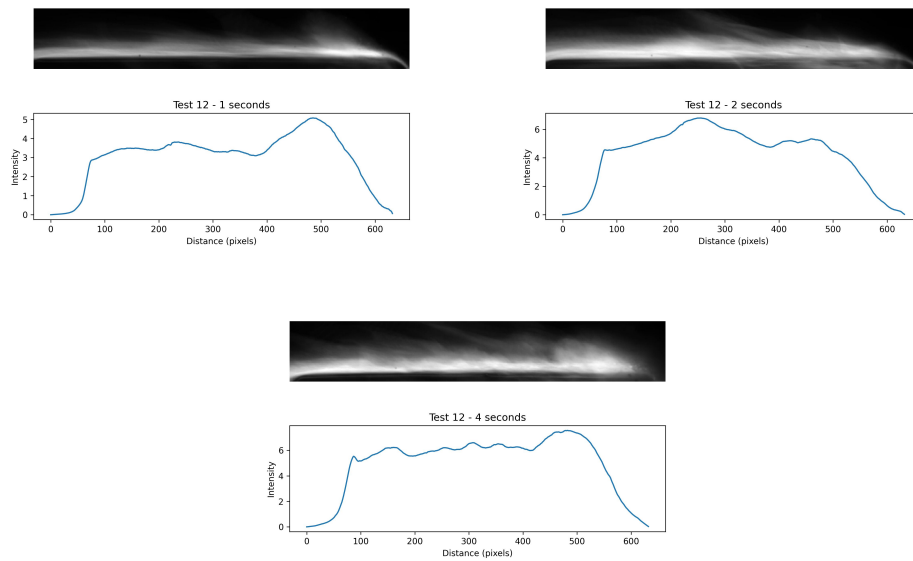 Test 12 - 1 seconds
Intensity
5
4
3
2
1
0
0 100 200 300 400 500 600
Distance (pixels)
Test 12 - 2 seconds
Intensity
6
4
2
0
0 100 200 300 400 500 600
Distance (pixels)
Test 12 - 4 seconds
Intensity
6
4
2
0
0 100 200 300 400 500 600
Distance (pixels)